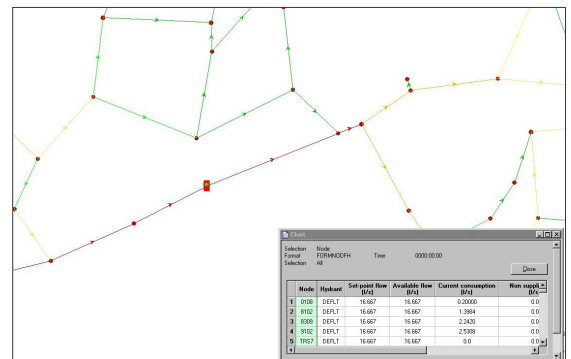 Chart
Selection Node
Format FORMNODFH Time 0000:00:00
Selection All
Close
Node Hydrant Set-point flow (l/s) Available flow (l/s) Current consumption (l/s) Non suppli (l/s
1 0108 DEFLT 16.667 16.667 0.20000 0.0
2 8102 DEFLT 16.667 16.667 1.3984 0.0
3 8309 DEFLT 16.667 16.667 2.2420 0.0
4 9102 DEFLT 16.667 16.667 2.5308 0.0
5 TRS7 DEFLT 16.667 16.667 0.0 0.0